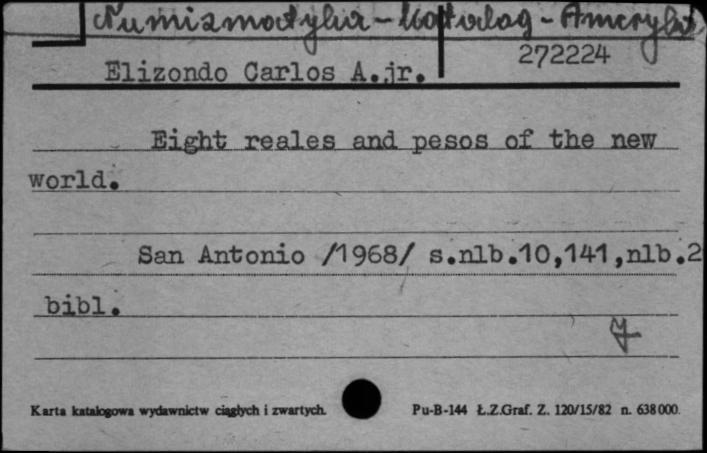 Numizmatyka - Katalog - Ameryka
272224
Elizondo Carlos A.jr.
Eight reales and pesos of the new
world.
San Antonio /1968/ s.nlb.10,141,nlb.2
bibl.
Karta katalogowa wydawnictw ciągłych i zwartych. Pu-B-144 Ł.Z.Graf. Z. 120/15/82 n. 638000.